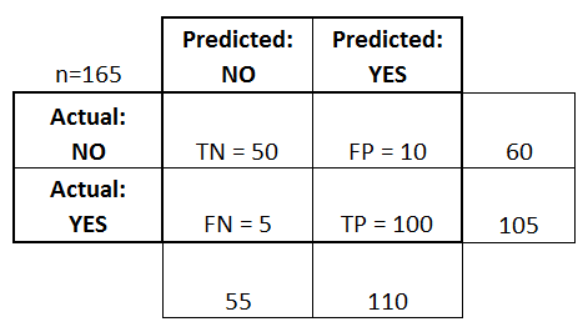 Predicted: Predicted:
n=165 NO YES
Actual:
NO TN = 50 FP = 10 60
Actual:
YES FN = 5 TP = 100 105
55 110